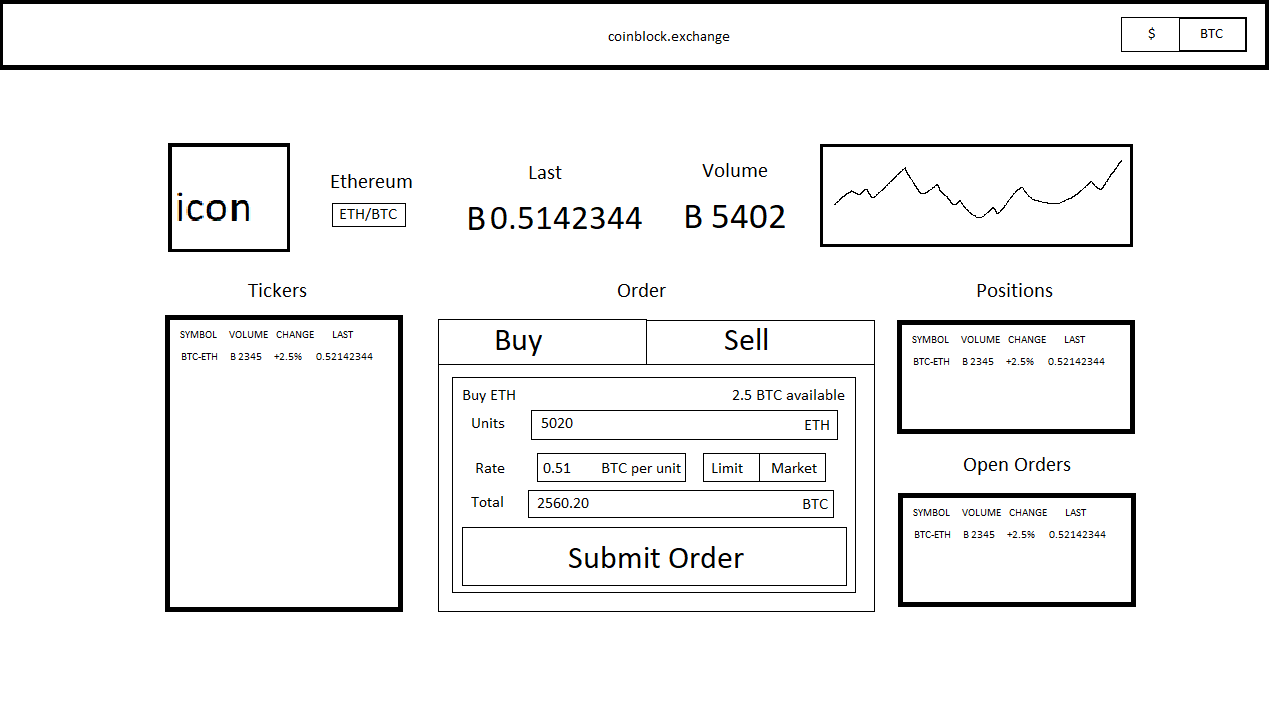 coinblock.exchange
$ BTC
icon
Ethereum
ETH/BTC
Last
B 0.5142344
Volume
B 5402
Tickers
SYMBOL VOLUME CHANGE LAST
BTC-ETH B 2345 +2.5% 0.52142344
Order
Buy Sell
Buy ETH 2.5 BTC available
Units 5020 ETH
Rate 0.51 BTC per unit Limit Market
Total 2560.20 BTC
Submit Order
Positions
SYMBOL VOLUME CHANGE LAST
BTC-ETH B 2345 +2.5% 0.52142344
Open Orders
SYMBOL VOLUME CHANGE LAST
BTC-ETH B 2345 +2.5% 0.52142344